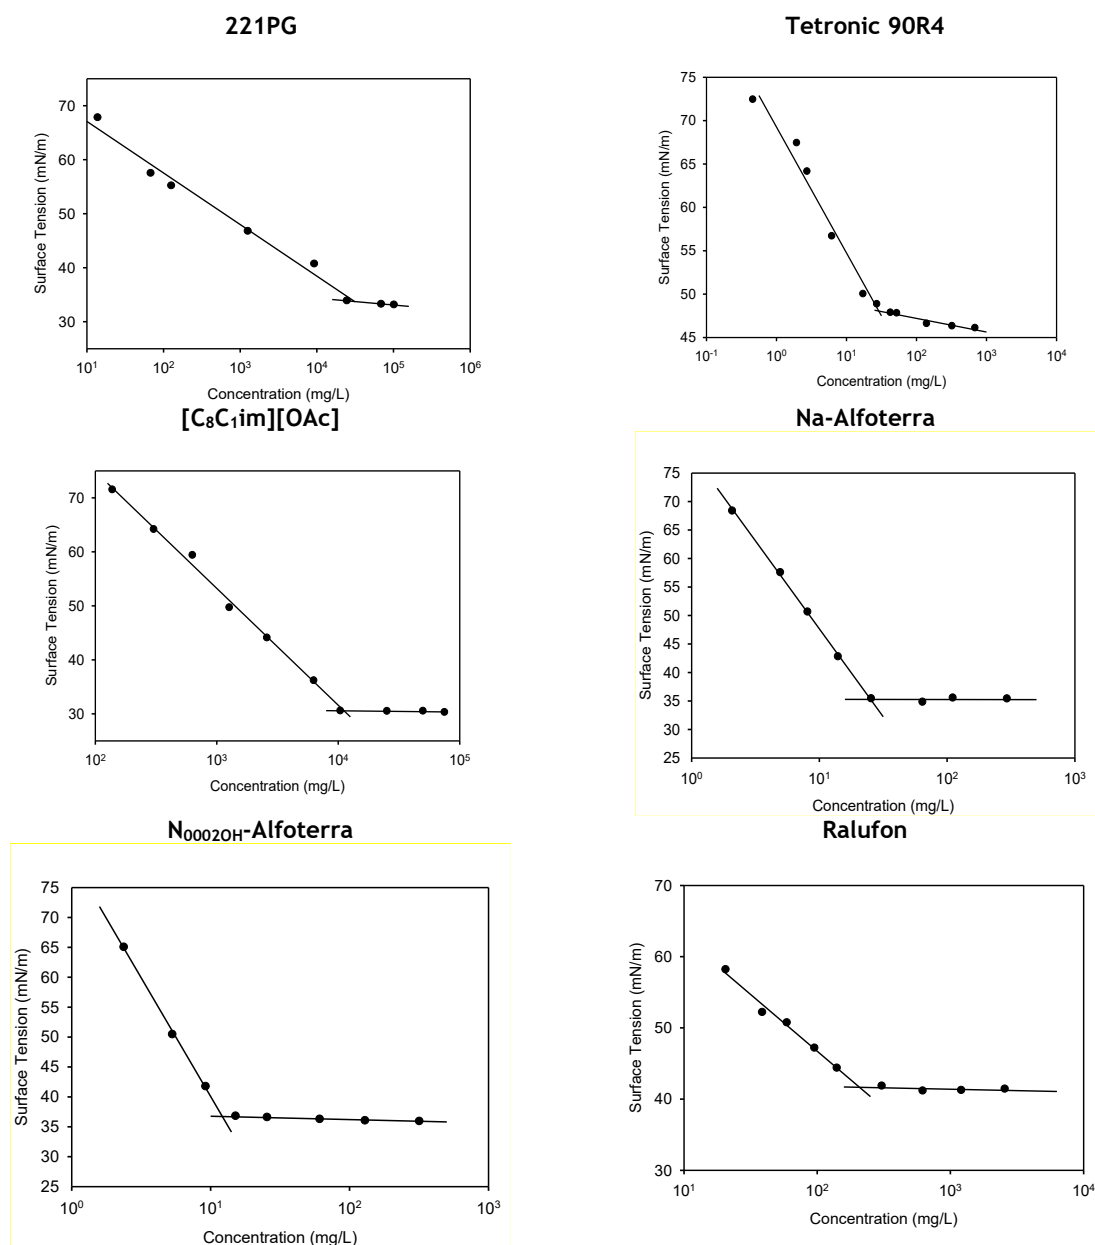 221PG
Surface Tension (mN/m)
70
60
50
40
30
10¹ 10² 10³ 10⁴ 10⁵ 10⁶
Concentration (mg/L)
Tetronic 90R4
Surface Tension (mN/m)
75
70
65
60
55
50
45
10⁻¹ 10⁰ 10¹ 10² 10³ 10⁴
Concentration (mg/L)
[C₈C₁im][OAc]
Surface Tension (mN/m)
70
60
50
40
30
10² 10³ 10⁴ 10⁵
Concentration (mg/L)
Na-Alfoterra
Surface Tension (mN/m)
75
70
65
60
55
50
45
40
35
30
25
10⁰ 10¹ 10² 10³
Concentration (mg/L)
N₀₀₀₂OH-Alfoterra
Surface Tension (mN/m)
75
70
65
60
55
50
45
40
35
30
25
10⁰ 10¹ 10² 10³
Concentration (mg/L)
Ralufon
Surface Tension (mN/m)
70
60
50
40
30
10¹ 10² 10³ 10⁴
Concentration (mg/L)